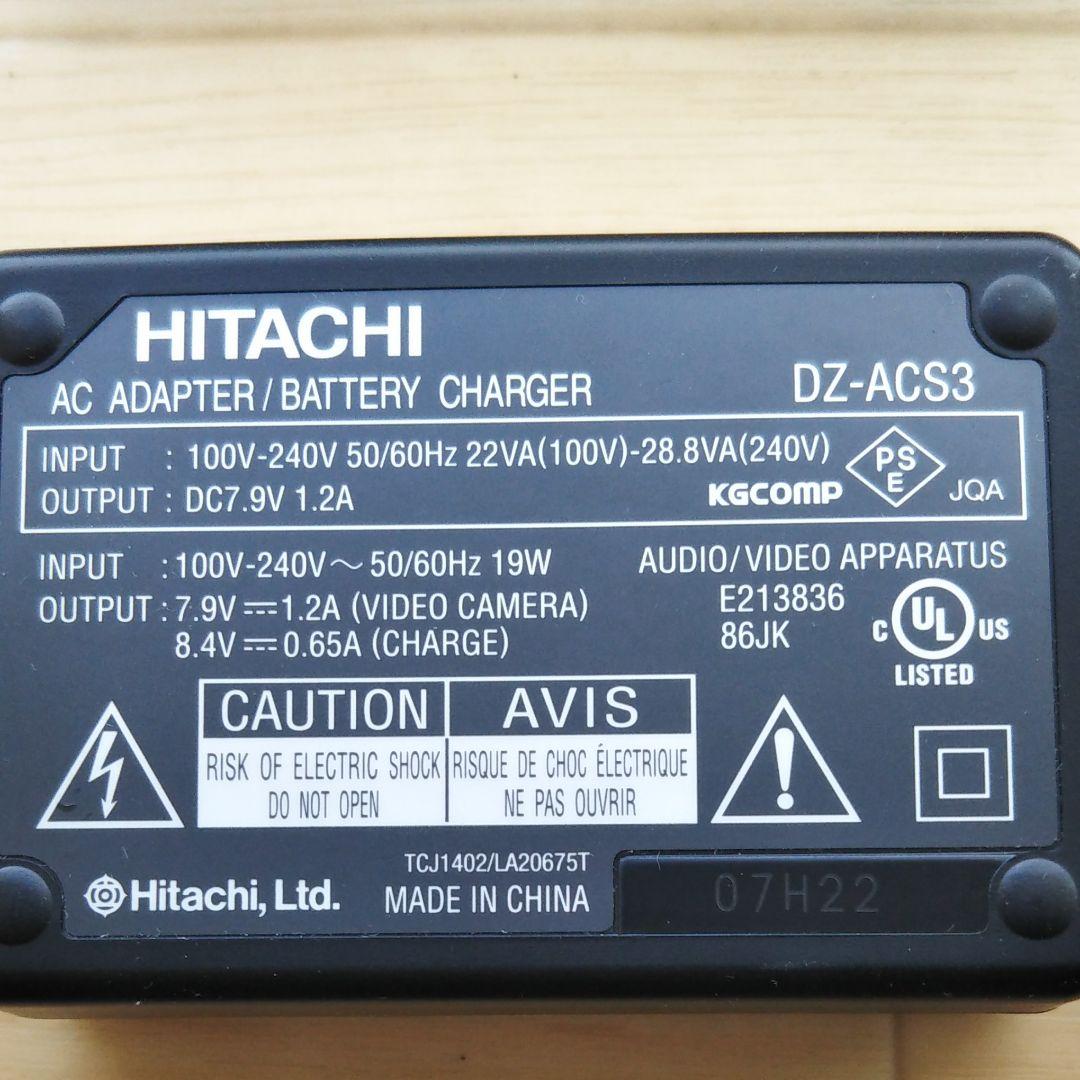 HITACHI
AC ADAPTER/BATTERY CHARGER DZ-ACS3
INPUT : 100V-240V 50/60Hz 22VA(100V)-28.8VA(240V)
OUTPUT : DC7.9V 1.2A KGCOMP PSE JQA
INPUT : 100V-240V～50/60Hz 19W AUDIO/VIDEO APPARATUS
OUTPUT : 7.9V⎓1.2A (VIDEO CAMERA) E213836
8.4V⎓0.65A (CHARGE) 86JK C UL US
LISTED
CAUTION AVIS
RISK OF ELECTRIC SHOCK RISQUE DE CHOC ÉLECTRIQUE
DO NOT OPEN NE PAS OUVRIR
TCJ1402/LA20675T
Hitachi, Ltd. MADE IN CHINA 07H22